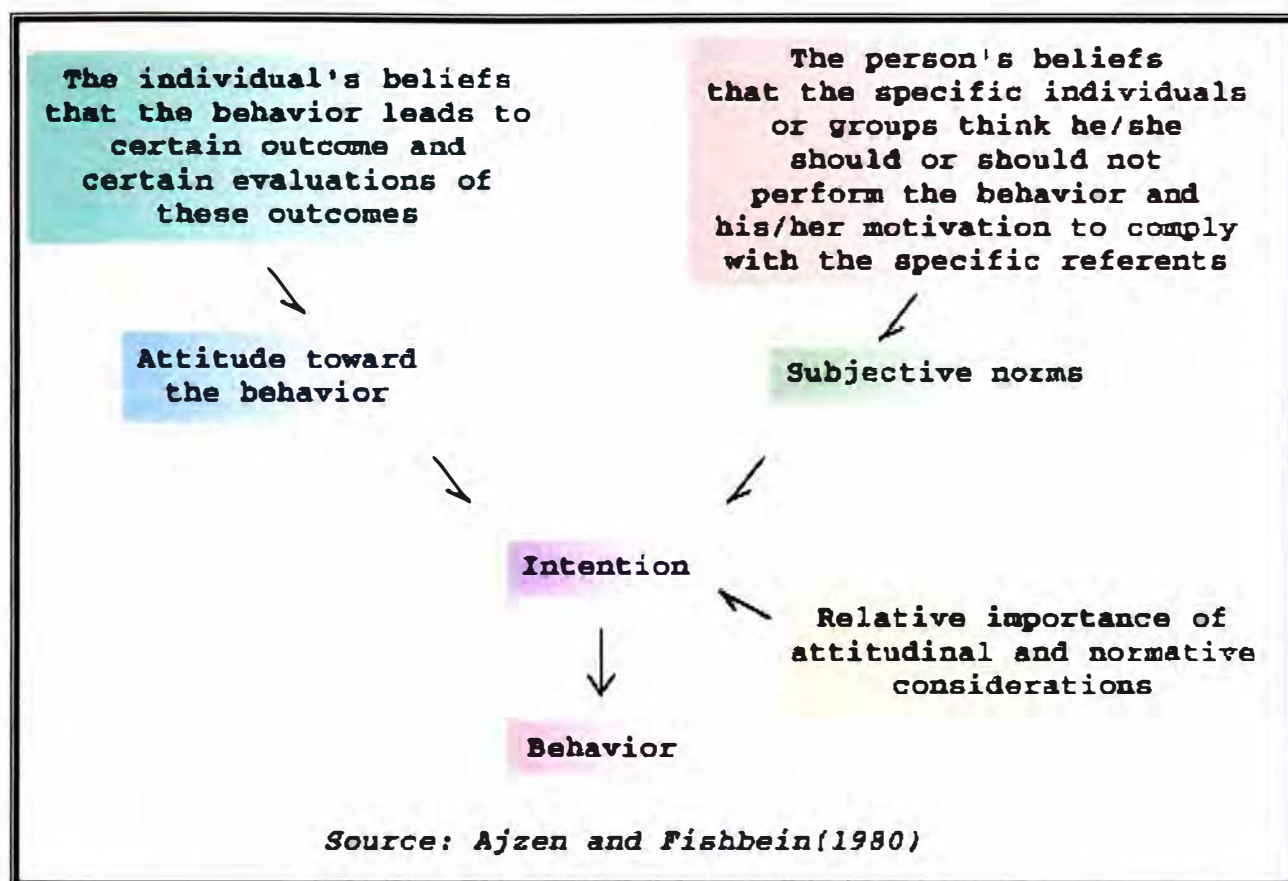 The individual's beliefs
that the behavior leads to
certain outcome and
certain evaluations of
these outcomes
The person's beliefs
that the specific individuals
or groups think he/she
should or should not
perform the behavior and
his/her motivation to comply
with the specific referents
Attitude toward
the behavior
Subjective norms
Intention
Relative importance of
attitudinal and normative
considerations
Behavior
Source: Ajzen and Fishbein(1980)